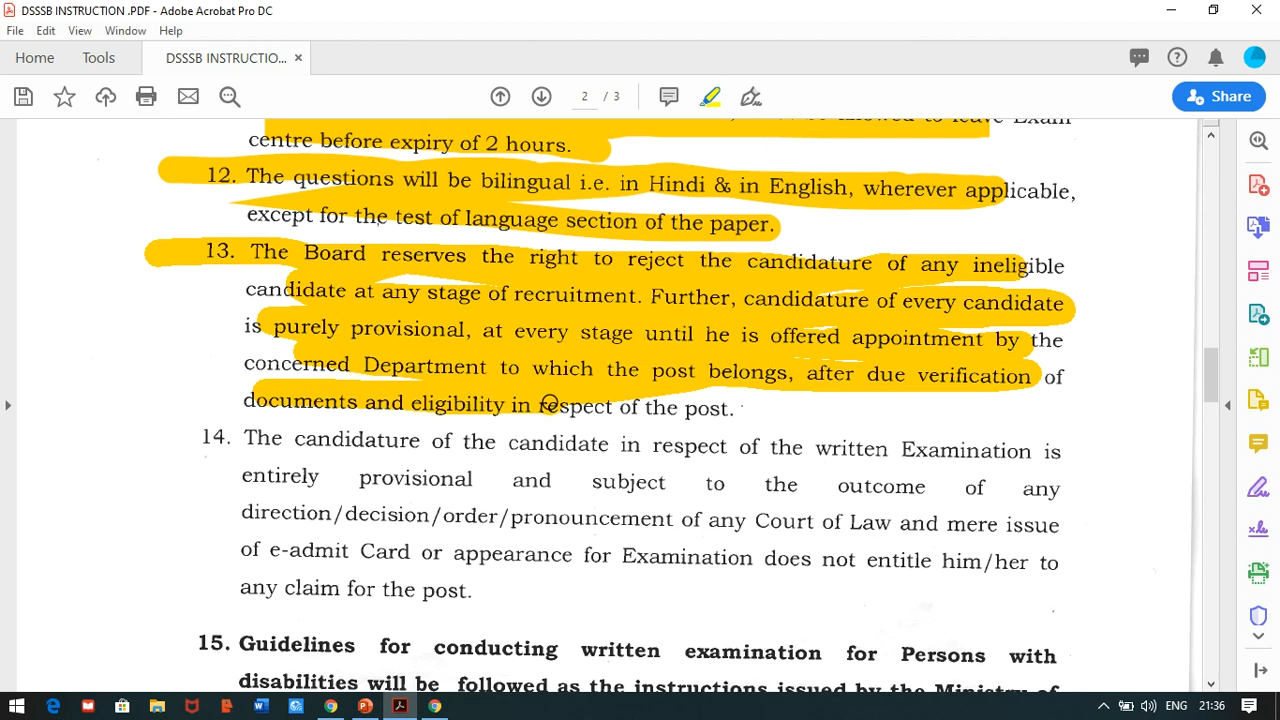 DSSSB INSTRUCTION .PDF - Adobe Acrobat Pro DC
File Edit View Window Help
Home Tools DSSSB INSTRUCTIO... ×
2 / 3
Share
to leave Exam
centre before expiry of 2 hours.
12. The questions will be bilingual i.e. in Hindi & in English, wherever applicable,
except for the test of language section of the paper.
13. The Board reserves the right to reject the candidature of any ineligible
candidate at any stage of recruitment. Further, candidature of every candidate
is purely provisional, at every stage until he is offered appointment by the
concerned Department to which the post belongs, after due verification of
documents and eligibility in respect of the post.
14. The candidature of the candidate in respect of the written Examination is
entirely provisional and subject to the outcome of any
direction/decision/order/pronouncement of any Court of Law and mere issue
of e-admit Card or appearance for Examination does not entitle him/her to
any claim for the post.
15. Guidelines for conducting written examination for Persons with
disabilities will be followed as the instructions issued by the Ministry of
ENG 21:36